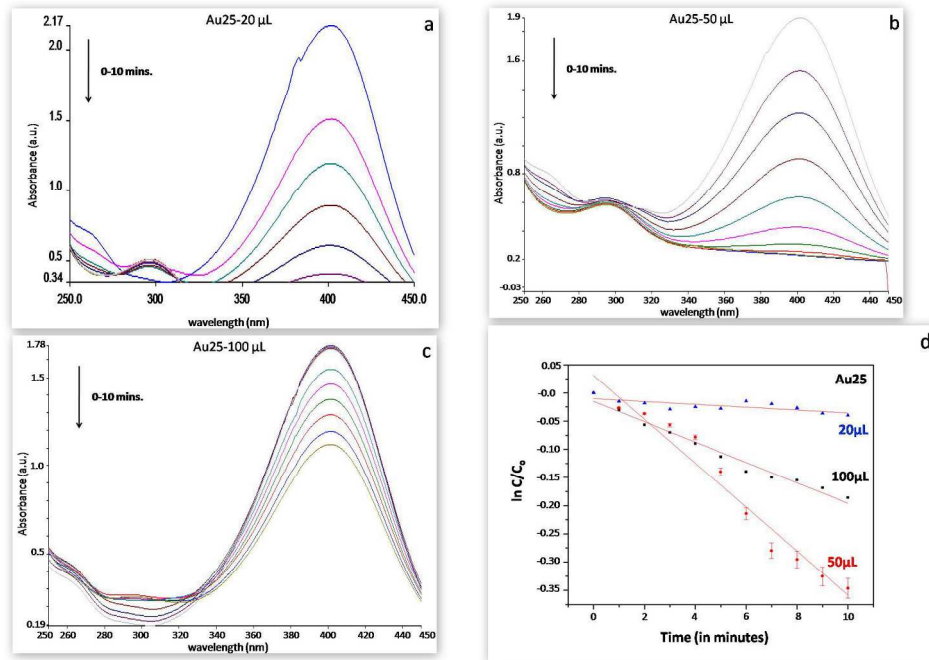 Au25-20 µL
a
2.17
2.0
1.5
1.0
0.5
0.34
Absorbance (a.u.)
0-10 mins.
250.0 300 350 400 450.0
wavelength (nm)
Au25-50 µL
b
1.9
1.6
0.8
0.2
-0.03
Absorbance (a.u.)
0-10 mins.
250 260 280 300 320 340 360 380 400 420 450
wavelength (nm)
Au25-100 µL
c
1.78
1.5
1.0
0.5
0.19
Absorbance (a.u.)
0-10 mins.
250 260 280 300 320 340 360 380 400 420 450
wavelength (nm)
d
0.05
-0.00
-0.05
-0.10
-0.15
-0.20
-0.25
-0.30
-0.35
ln C/Co
Au25
20µL
100µL
50µL
0 2 4 6 8 10
Time (in minutes)